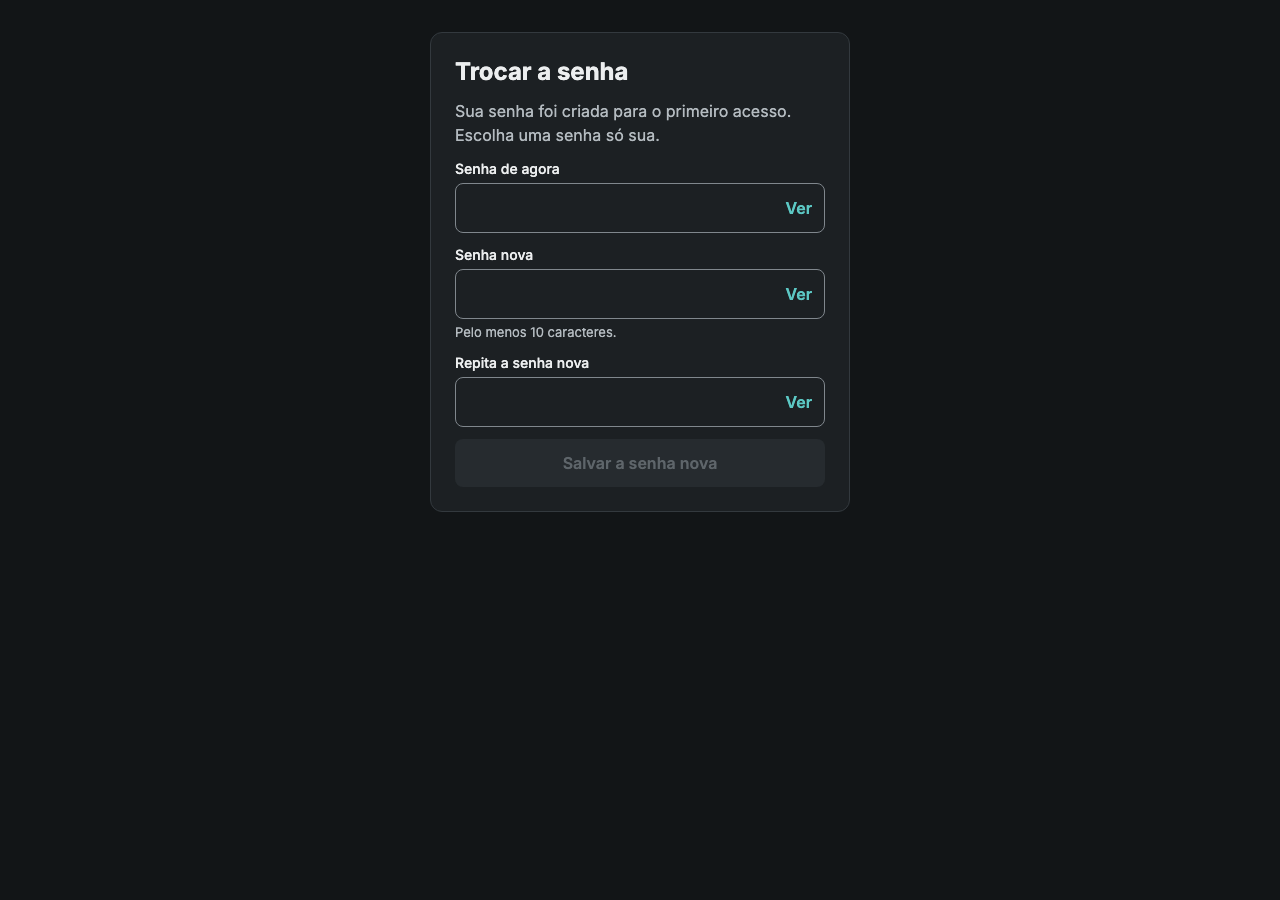 Trocar a senha
Sua senha foi criada para o primeiro acesso.
Escolha uma senha só sua.
Senha de agora
Ver
Senha nova
Ver
Pelo menos 10 caracteres.
Repita a senha nova
Ver
Salvar a senha nova